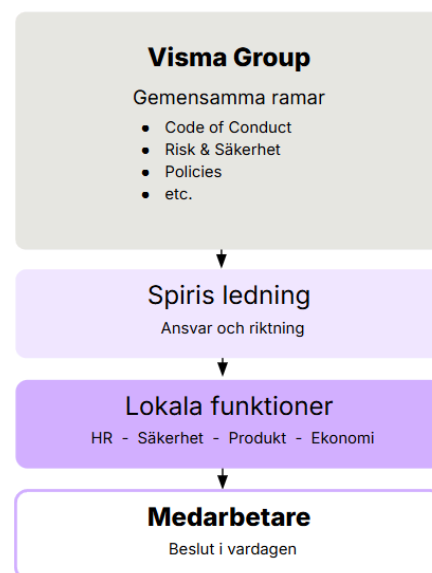 Visma Group
Gemensamma ramar
● Code of Conduct
● Risk & Säkerhet
● Policies
● etc.
Spiris ledning
Ansvar och riktning
Lokala funktioner
HR - Säkerhet - Produkt - Ekonomi
Medarbetare
Beslut i vardagen